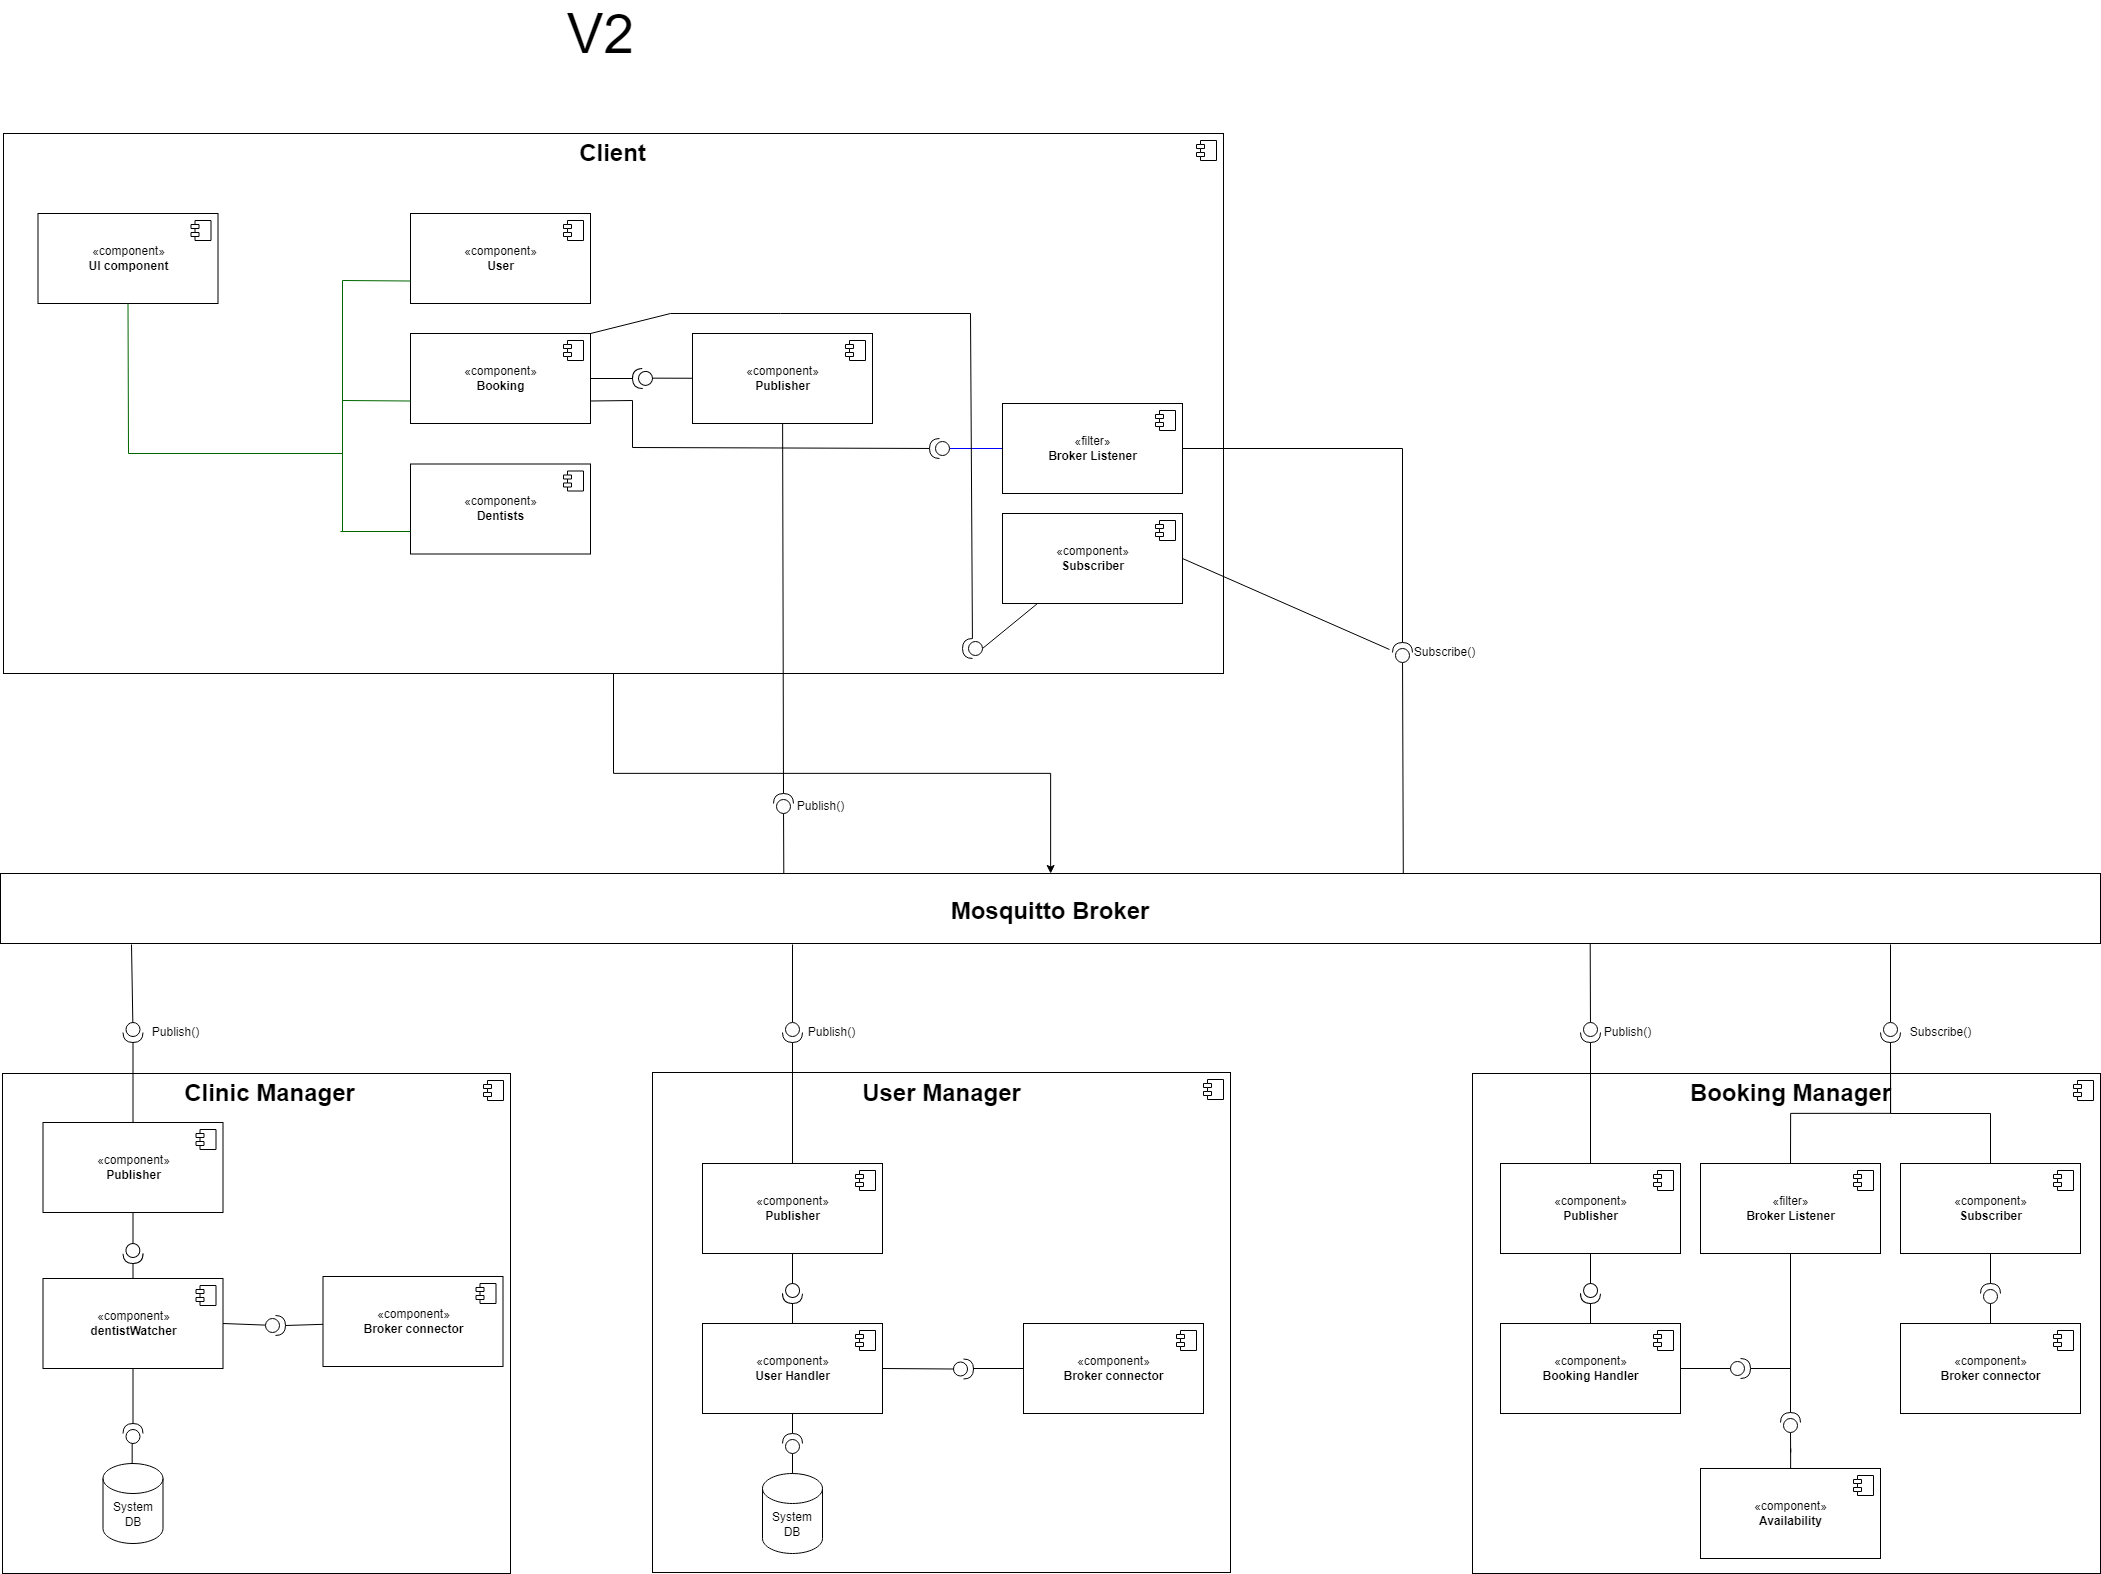 V2
Client
«component»
UI component
«component»
User
«component»
Booking
«component»
Publisher
«filter»
Broker Listener
«component»
Dentists
«component»
Subscriber
Subscribe()
Publish()
Mosquitto Broker
Publish()
Publish()
Publish()
Subscribe()
Clinic Manager
«component»
Publisher
«component»
dentistWatcher
«component»
Broker connector
System
DB
User Manager
«component»
Publisher
«component»
User Handler
«component»
Broker connector
System
DB
Booking Manager
«component»
Publisher
«filter»
Broker Listener
«component»
Subscriber
«component»
Booking Handler
«component»
Broker connector
«component»
Availability